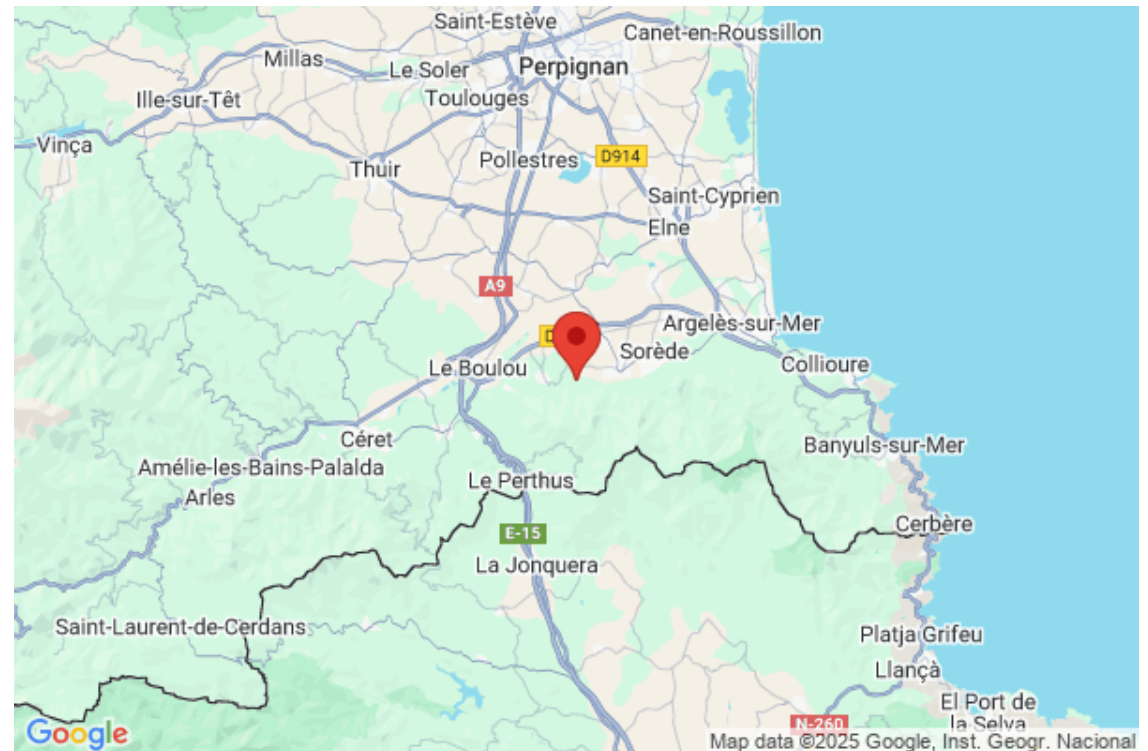 Saint-Estève
Canet-en-Roussillon
Millas
Le Soler
Perpignan
Ille-sur-Têt
Toulouges
Vinça
Thuir
Pollestres
D914
Saint-Cyprien
Elne
A9
D
Argelès-sur-Mer
Sorède
Le Boulou
Collioure
Céret
Banyuls-sur-Mer
Amélie-les-Bains-Palalda
Arles
Le Perthus
E-15
Cerbère
La Jonquera
Saint-Laurent-de-Cerdans
Platja Grifeu
Llançà
El Port de
la Selva
N-260
Google
Map data ©2025 Google, Inst. Geogr. Nacional